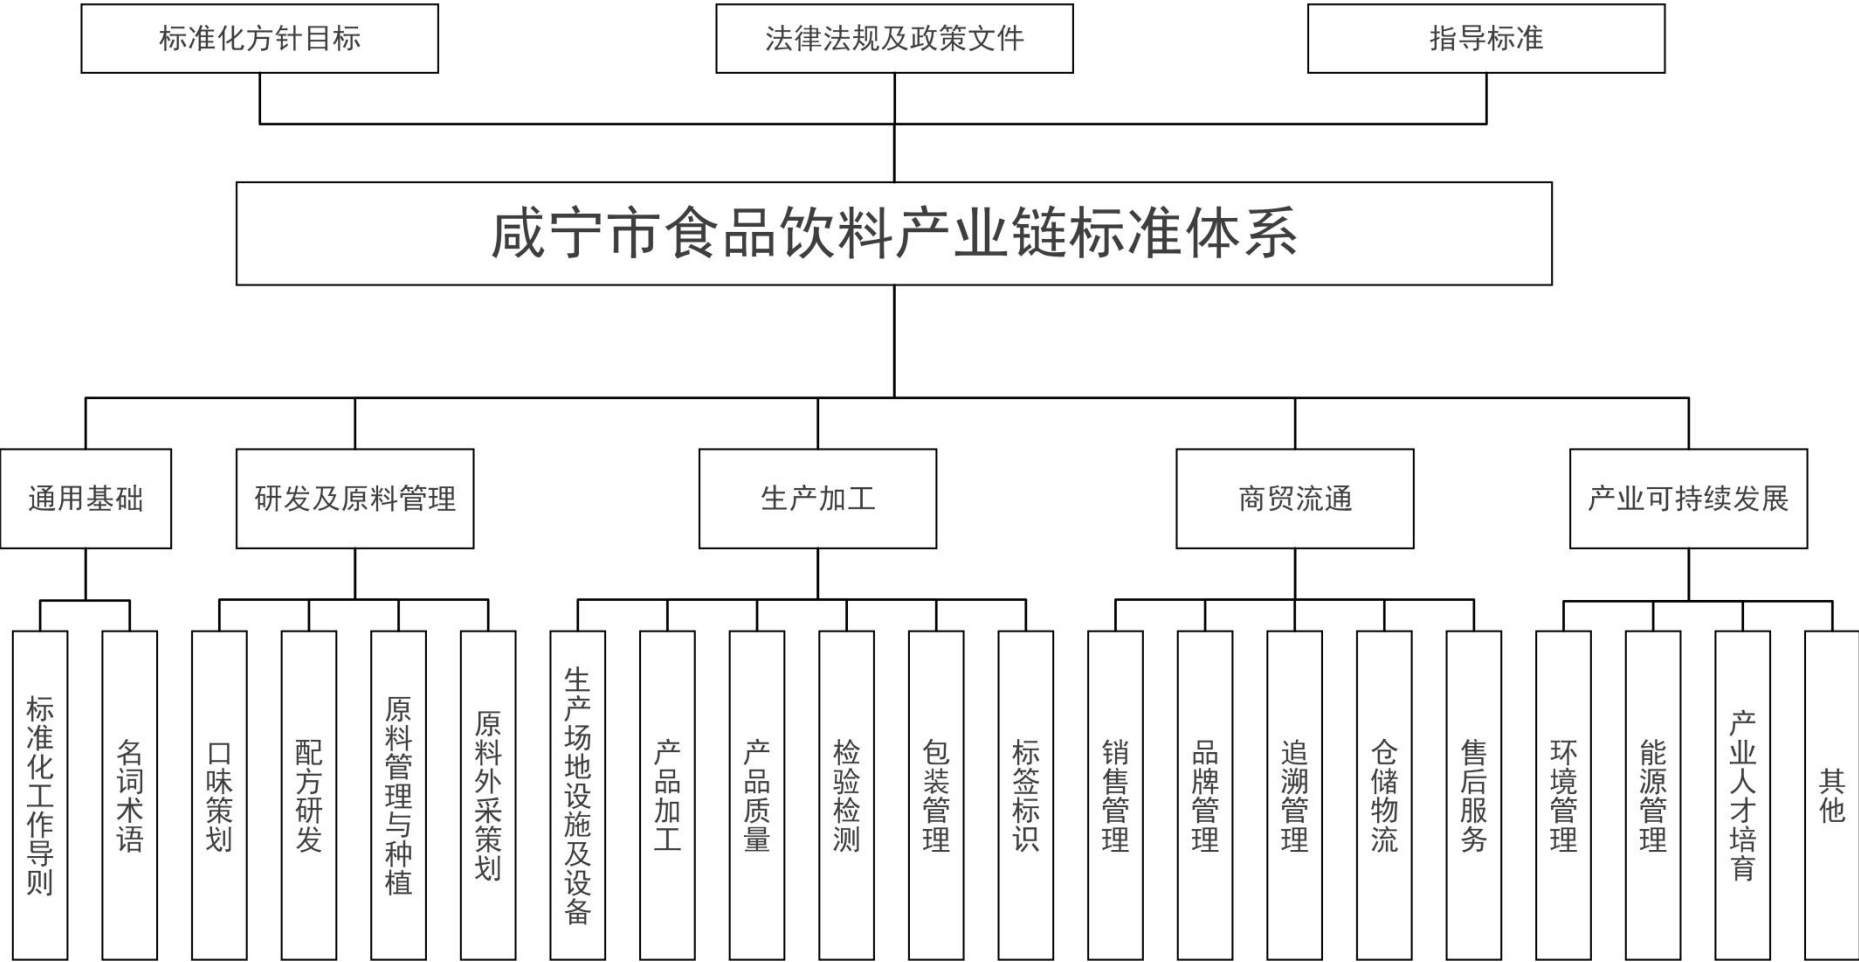 标准化方针目标
法律法规及政策文件
指导标准
咸宁市食品饮料产业链标准体系
通用基础
研发及原料管理
生产加工
商贸流通
产业可持续发展
标准化工作导则
名词术语
口味策划
配方研发
原料管理与种植
原料外采策划
生产场地设施及设备
产品加工
产品质量
检验检测
包装管理
标签标识
销售管理
品牌管理
追溯管理
仓储物流
售后服务
环境管理
能源管理
产业人才培育
其他